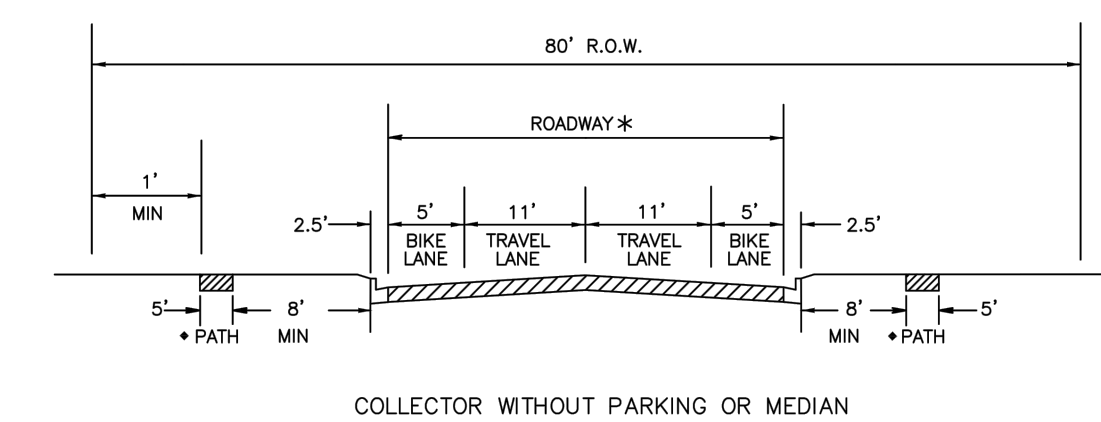 80' R.O.W.
ROADWAY*
1'
MIN
2.5'
5'
BIKE
LANE
11'
TRAVEL
LANE
11'
TRAVEL
LANE
5'
BIKE
LANE
2.5'
5'
◆ PATH
8'
MIN
8'
MIN
◆ PATH
5'
COLLECTOR WITHOUT PARKING OR MEDIAN